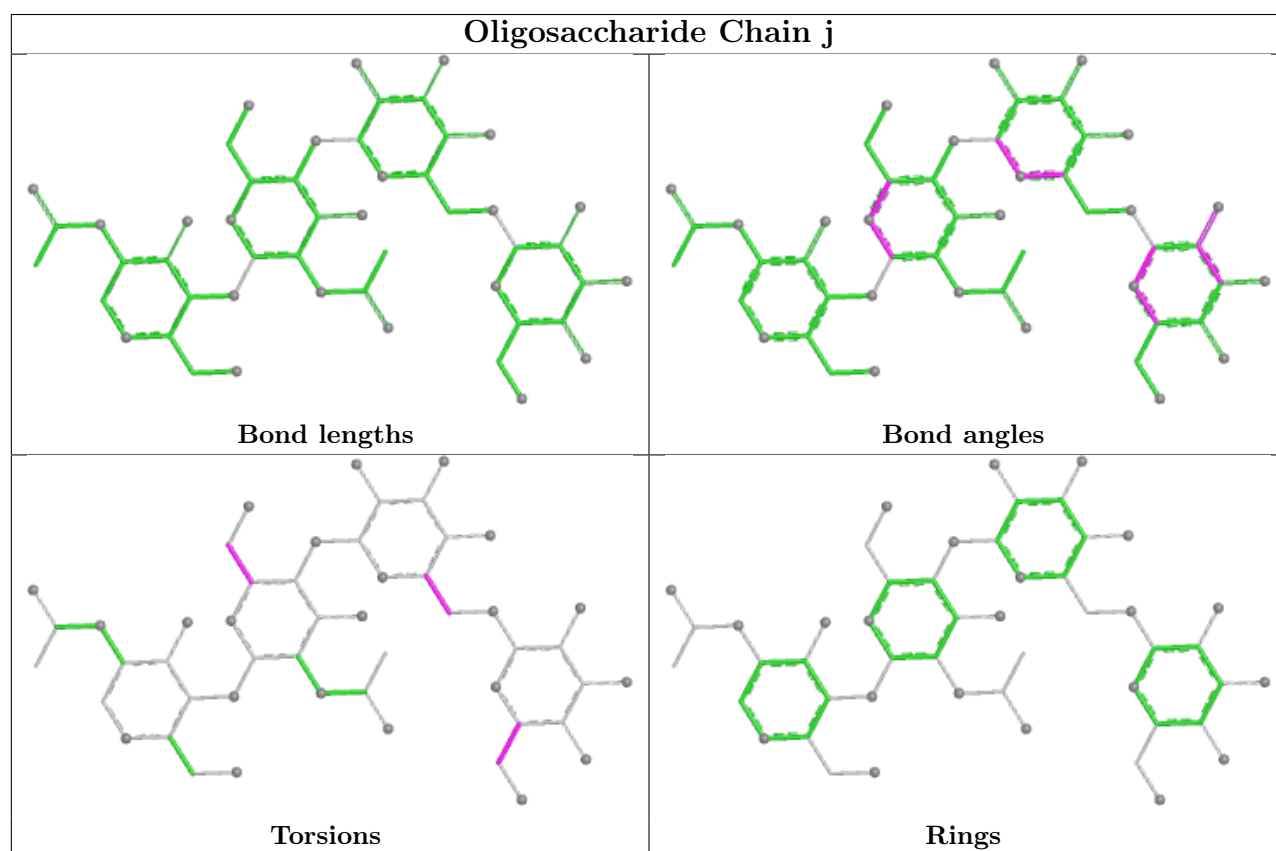 Oligosaccharide Chain j
Bond lengths
Bond angles
Torsions
Rings